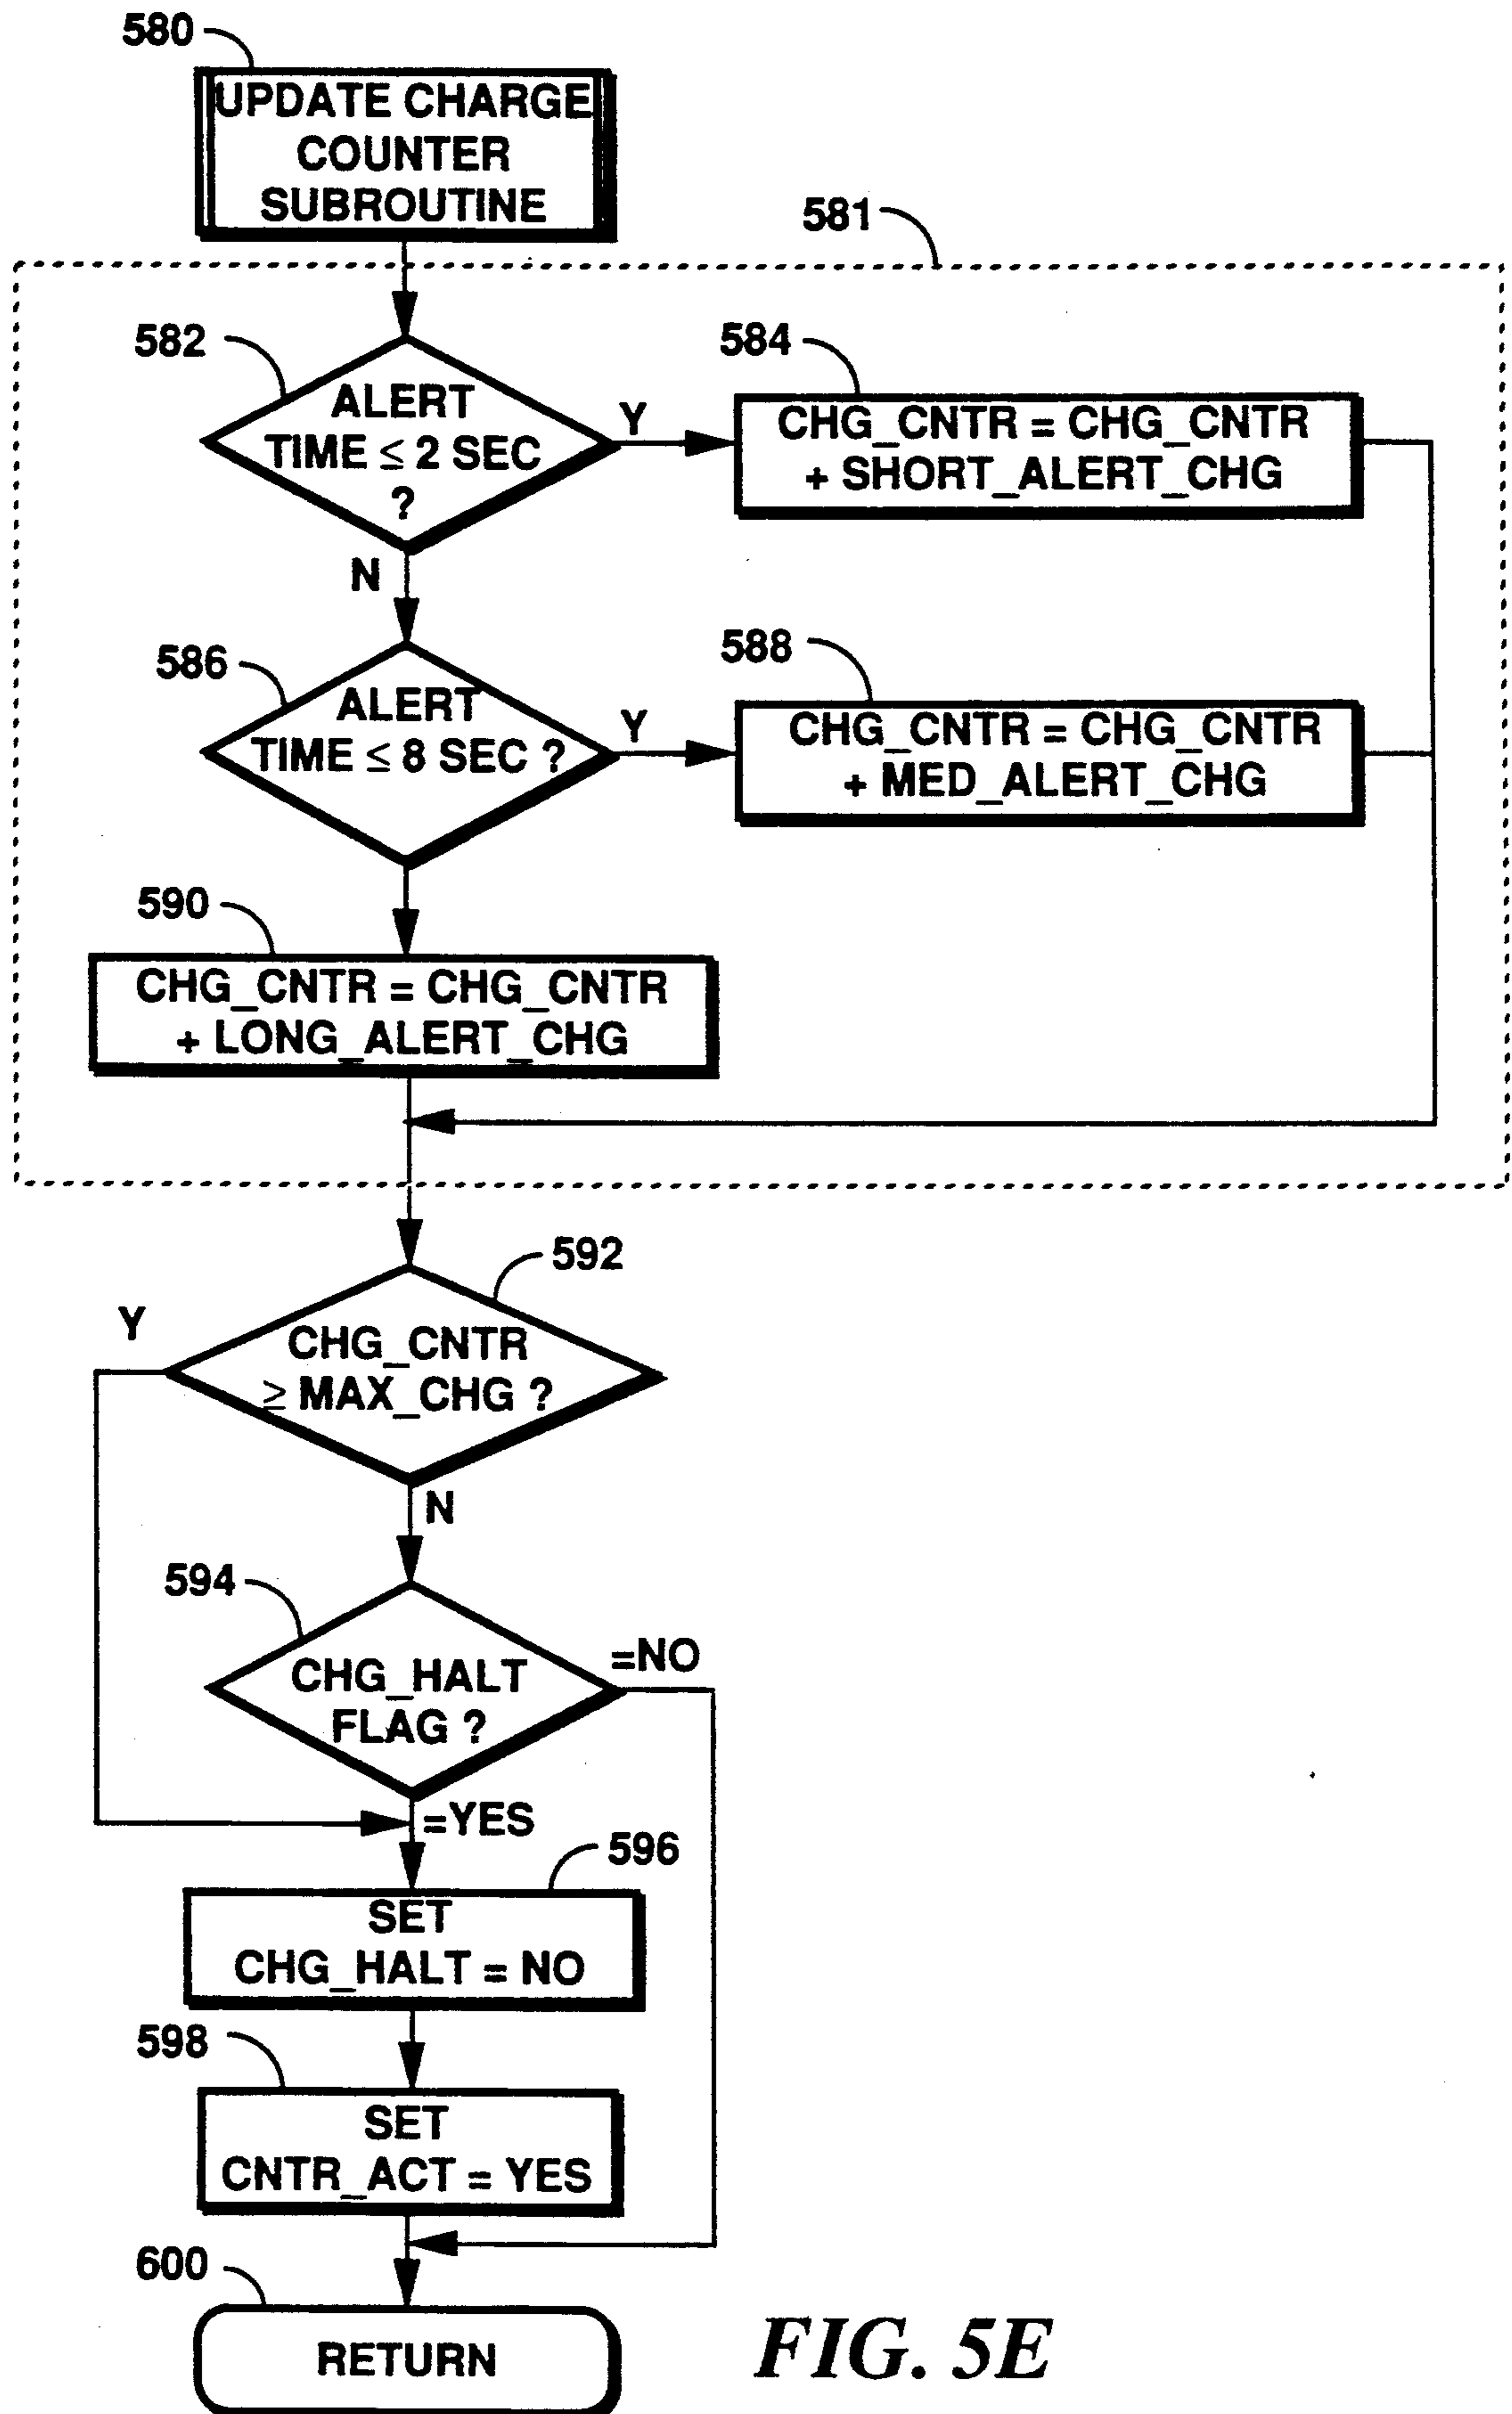 580
UPDATE CHARGE
COUNTER
SUBROUTINE
581
582
ALERT
TIME ≤ 2 SEC
?
Y
N
584
CHG_CNTR = CHG_CNTR
+ SHORT_ALERT_CHG
586
ALERT
TIME ≤ 8 SEC ?
Y
588
CHG_CNTR = CHG_CNTR
+ MED_ALERT_CHG
590
CHG_CNTR = CHG_CNTR
+ LONG_ALERT_CHG
592
Y
CHG_CNTR
≥ MAX_CHG ?
N
594
CHG_HALT
FLAG ?
=NO
=YES
596
SET
CHG_HALT = NO
598
SET
CNTR_ACT = YES
600
RETURN
FIG. 5E